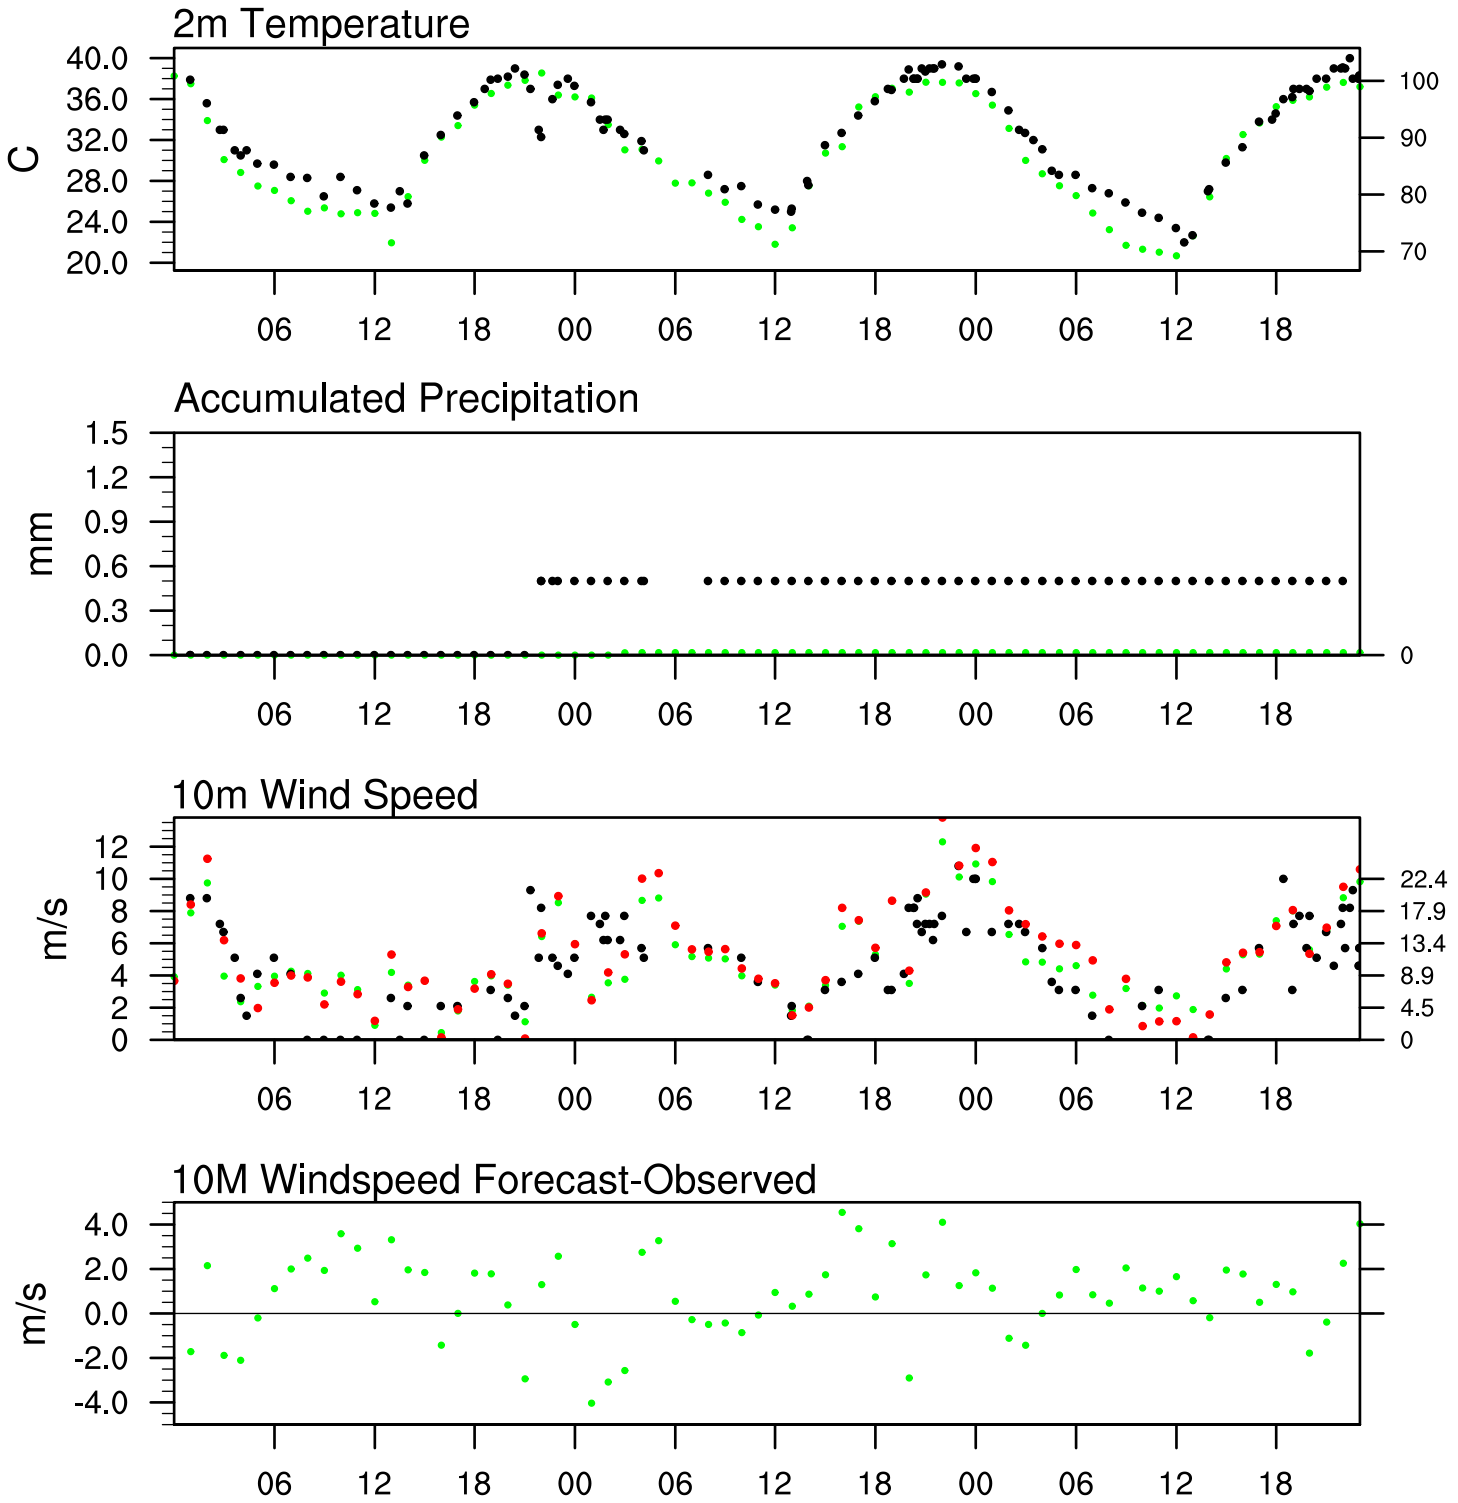 2m Temperature
40.0
36.0
32.0
28.0
24.0
20.0
C
100
90
80
70
06 12 18 00 06 12 18 00 06 12 18
Accumulated Precipitation
1.5
1.2
0.9
0.6
0.3
0.0
mm
0
06 12 18 00 06 12 18 00 06 12 18
10m Wind Speed
12
10
8
6
4
2
0
m/s
22.4
17.9
13.4
8.9
4.5
0
06 12 18 00 06 12 18 00 06 12 18
10M Windspeed Forecast-Observed
4.0
2.0
0.0
-2.0
-4.0
m/s
06 12 18 00 06 12 18 00 06 12 18